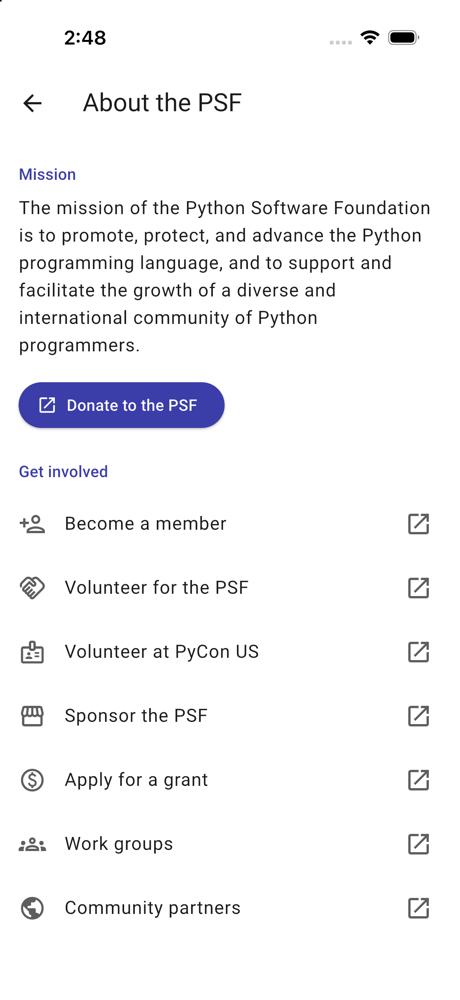 2:48
About the PSF
Mission
The mission of the Python Software Foundation
is to promote, protect, and advance the Python
programming language, and to support and
facilitate the growth of a diverse and
international community of Python
programmers.
Donate to the PSF
Get involved
Become a member
Volunteer for the PSF
Volunteer at PyCon US
Sponsor the PSF
Apply for a grant
Work groups
Community partners